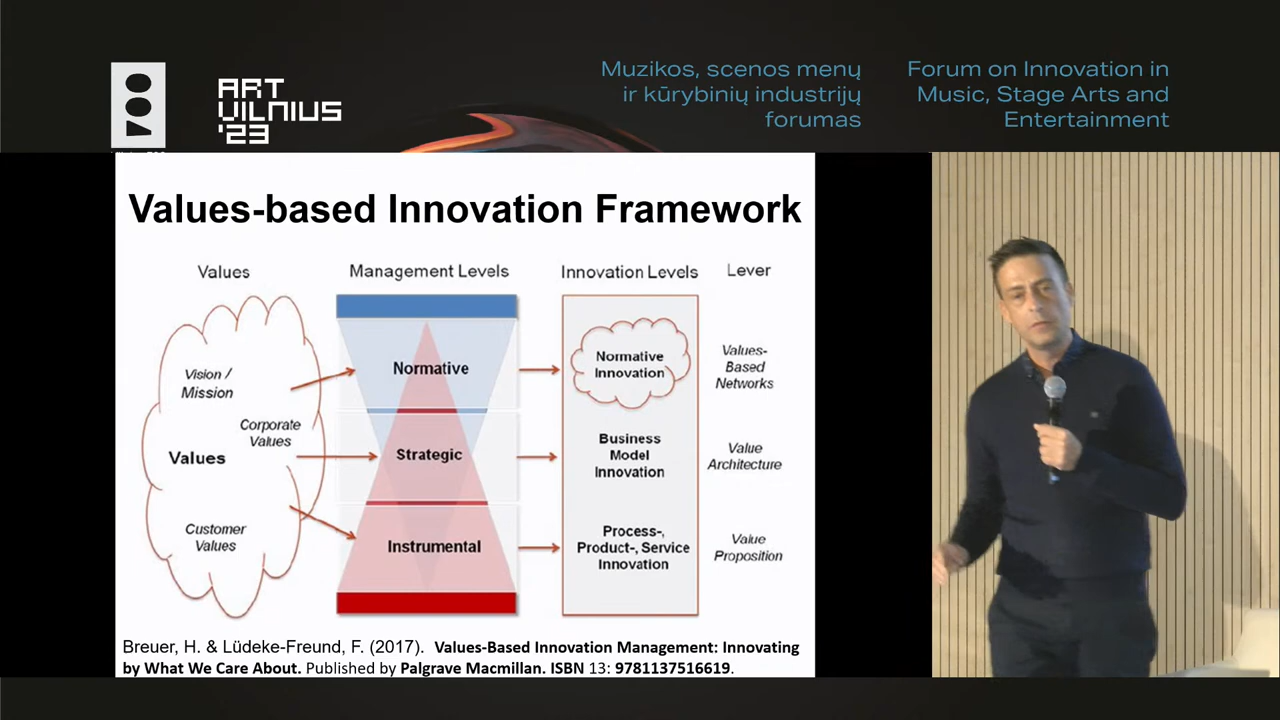 ART
VILNIUS
'23
Muzikos, scenos menų
ir kūrybinių industrijų
forumas
Forum on Innovation in
Music, Stage Arts and
Entertainment
Values-based Innovation Framework
Values
Management Levels
Innovation Levels
Lever
Vision /
Mission
Corporate
Values
Values
Customer
Values
Normative
Strategic
Instrumental
Normative
Innovation
Business
Model
Innovation
Process-,
Product-, Service
Innovation
Values-
Based
Networks
Value
Architecture
Value
Proposition
Breuer, H. & Lüdeke-Freund, F. (2017). Values-Based Innovation Management: Innovating
by What We Care About. Published by Palgrave Macmillan. ISBN 13: 9781137516619.